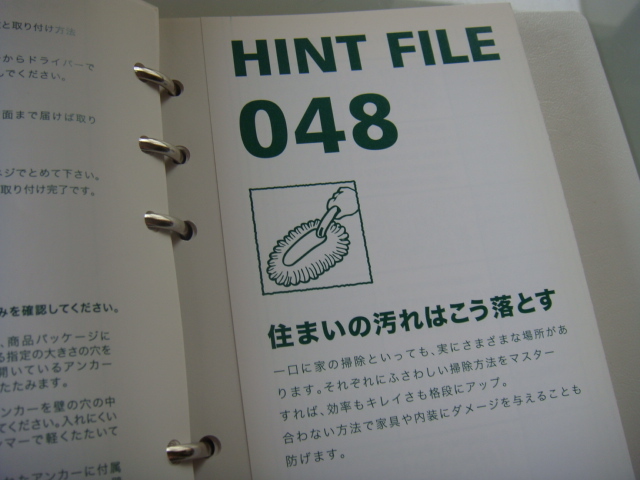 と取り付け方法
からドライバーで
てください。
面まで届けば取り
ネジでとめて下さい。
取り付け完了です。
みを確認してください。
、商品パッケージに
る指定の大きさの穴を
開いているアンカー
たたみます。
ンカーを壁の穴の中
てください。入れにくい
マーで軽くたたいて
れたアンカーに付属
HINT FILE
048
住まいの汚れはこう落とす
一口に家の掃除といっても、実にさまざまな場所があ
ります。それぞれにふさわしい掃除方法をマスター
すれば、効率もキレイさも格段にアップ。
合わない方法で家具や内装にダメージを与えることも
防げます。